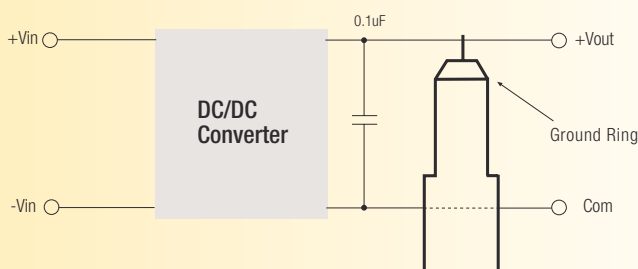 0.1uF
+Vin
+Vout
DC/DC
Converter
Ground Ring
-Vin
Com